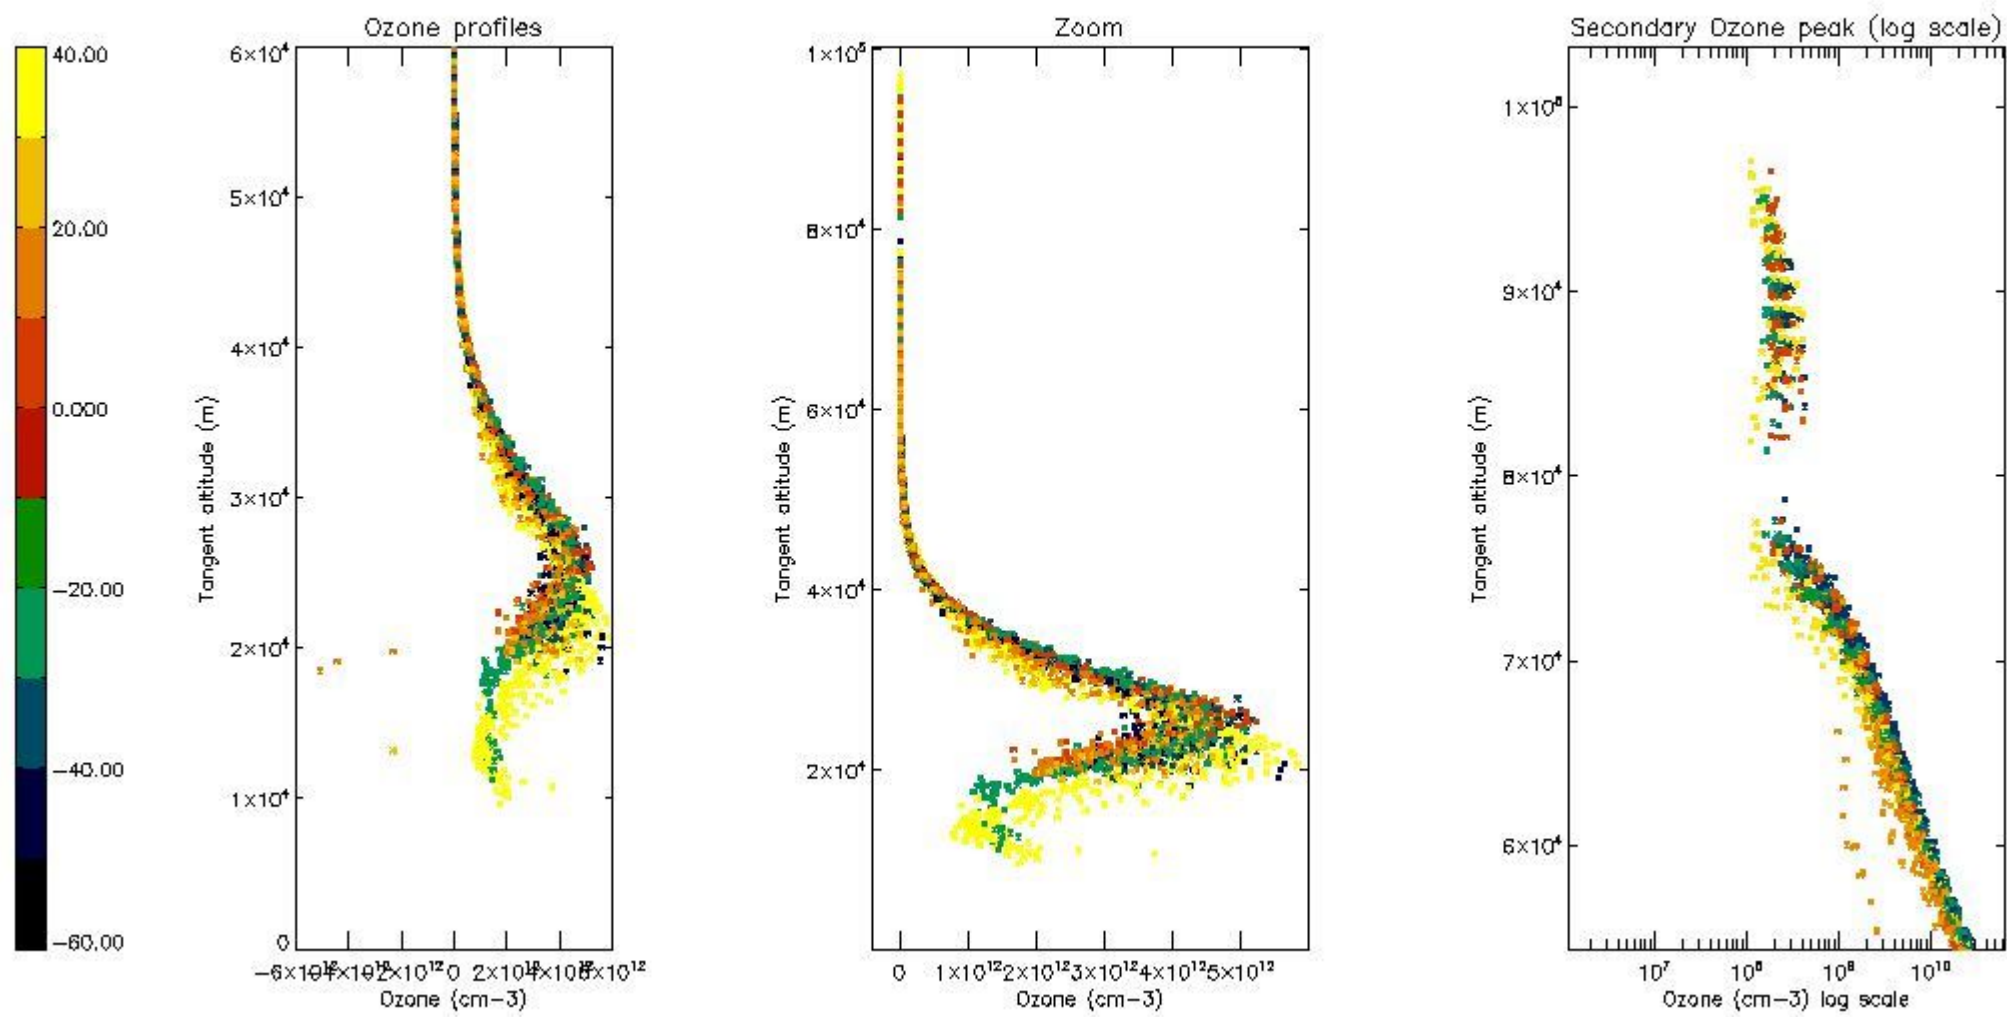 Ozone profiles
Zoom
Secondary Ozone peak (log scale)
40.00
20.00
0.000
−20.00
−40.00
−60.00
6×10⁴
5×10⁴
4×10⁴
3×10⁴
2×10⁴
1×10⁴
0
Tangent altitude (m)
2×10¹² 0
Ozone (cm−3)
1×10⁵
8×10⁴
6×10⁴
4×10⁴
2×10⁴
Tangent altitude (m)
0 1×10¹² 2×10¹² 3×10¹² 4×10¹² 5×10¹²
Ozone (cm−3)
9×10⁴
8×10⁴
7×10⁴
6×10⁴
Tangent altitude (m)
10⁷ 10⁸ 10⁹ 10¹⁰
Ozone (cm−3) log scale